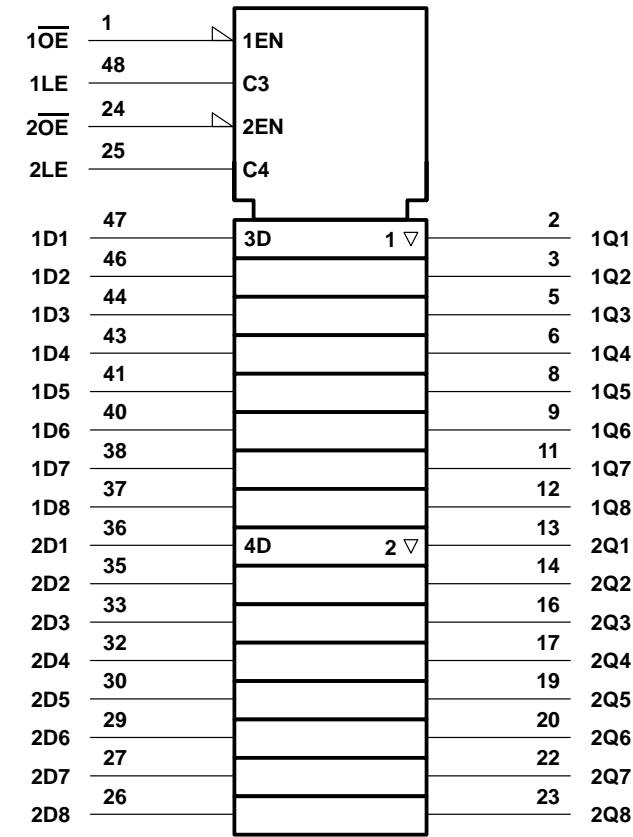 1O̅E̅ 1 1EN
1LE 48 C3
2O̅E̅ 24 2EN
2LE 25 C4
1D1 47 3D 1 ▽ 2 1Q1
1D2 46 3 1Q2
1D3 44 5 1Q3
1D4 43 6 1Q4
1D5 41 8 1Q5
1D6 40 9 1Q6
1D7 38 11 1Q7
1D8 37 12 1Q8
2D1 36 4D 2 ▽ 13 2Q1
2D2 35 14 2Q2
2D3 33 16 2Q3
2D4 32 17 2Q4
2D5 30 19 2Q5
2D6 29 20 2Q6
2D7 27 22 2Q7
2D8 26 23 2Q8